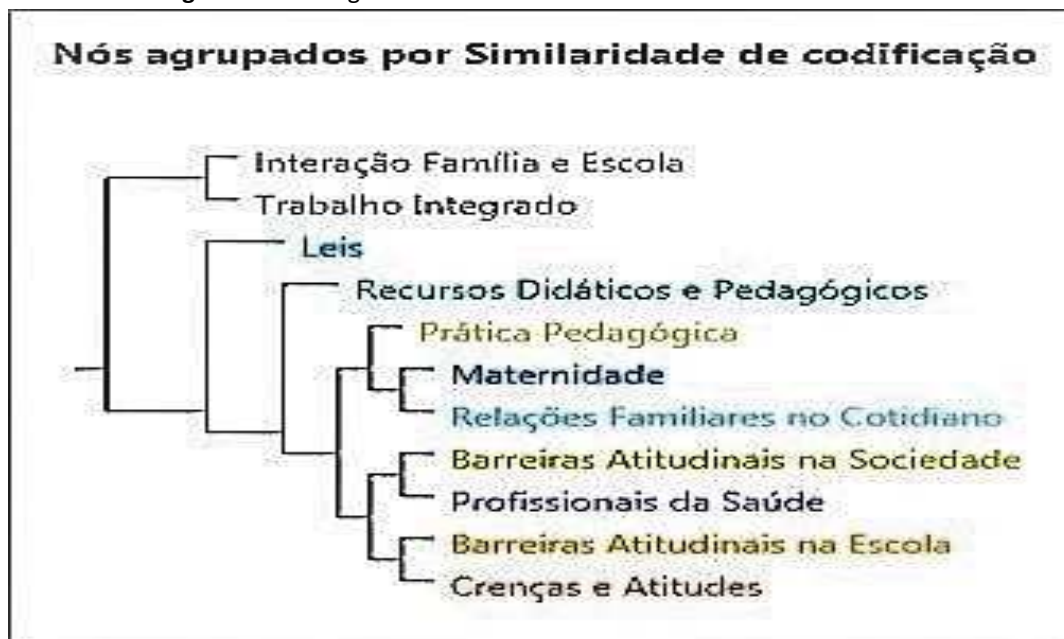 Nós agrupados por Similaridade de codificação
Interação Família e Escola
Trabalho Integrado
Leis
Recursos Didáticos e Pedagógicos
Prática Pedagógica
Maternidade
Relações Familiares no Cotidiano
Barreiras Atitudinais na Sociedade
Profissionais da Saúde
Barreiras Atitudinais na Escola
Crenças e Atitudes